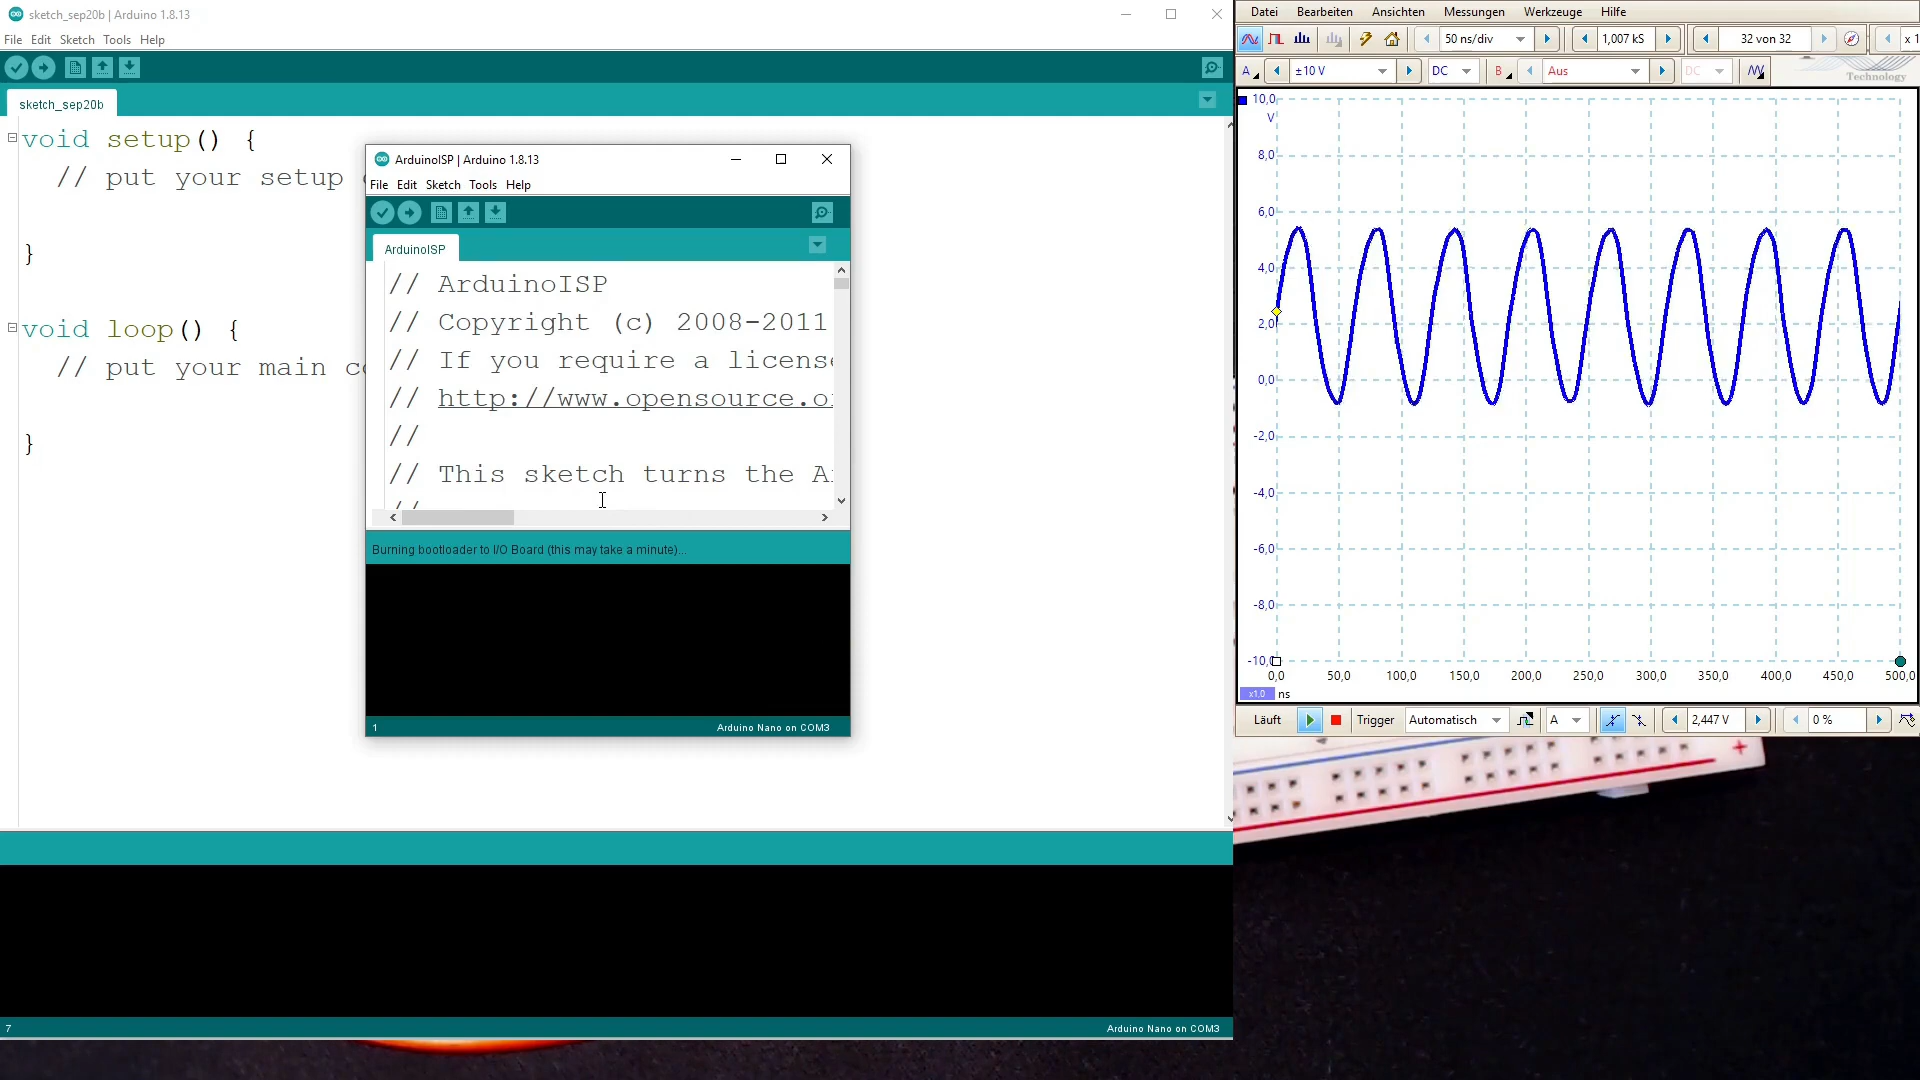 sketch_sep20b | Arduino 1.8.13
File Edit Sketch Tools Help
sketch_sep20b
void setup() {
// put your setup
}
void loop() {
// put your main
}
7
Arduino Nano on COM3
ArduinoISP | Arduino 1.8.13
File Edit Sketch Tools Help
ArduinoISP
// ArduinoISP
// Copyright (c) 2008-2011
// If you require a license
// http://www.opensource.or
//
// This sketch turns the A
//
Burning bootloader to I/O Board (this may take a minute)...
1
Arduino Nano on COM3
Datei Bearbeiten Ansichten Messungen Werkzeuge Hilfe
50 ns/div 1,007 kS 32 von 32 x 1
A ±10 V DC B Aus DC
Technology
10,0
V
8,0
6,0
4,0
2,0
0,0
-2,0
-4,0
-6,0
-8,0
-10,0
0,0 50,0 100,0 150,0 200,0 250,0 300,0 350,0 400,0 450,0 500,0
x1,0 ns
Läuft Trigger Automatisch A 2,447 V 0 %
+